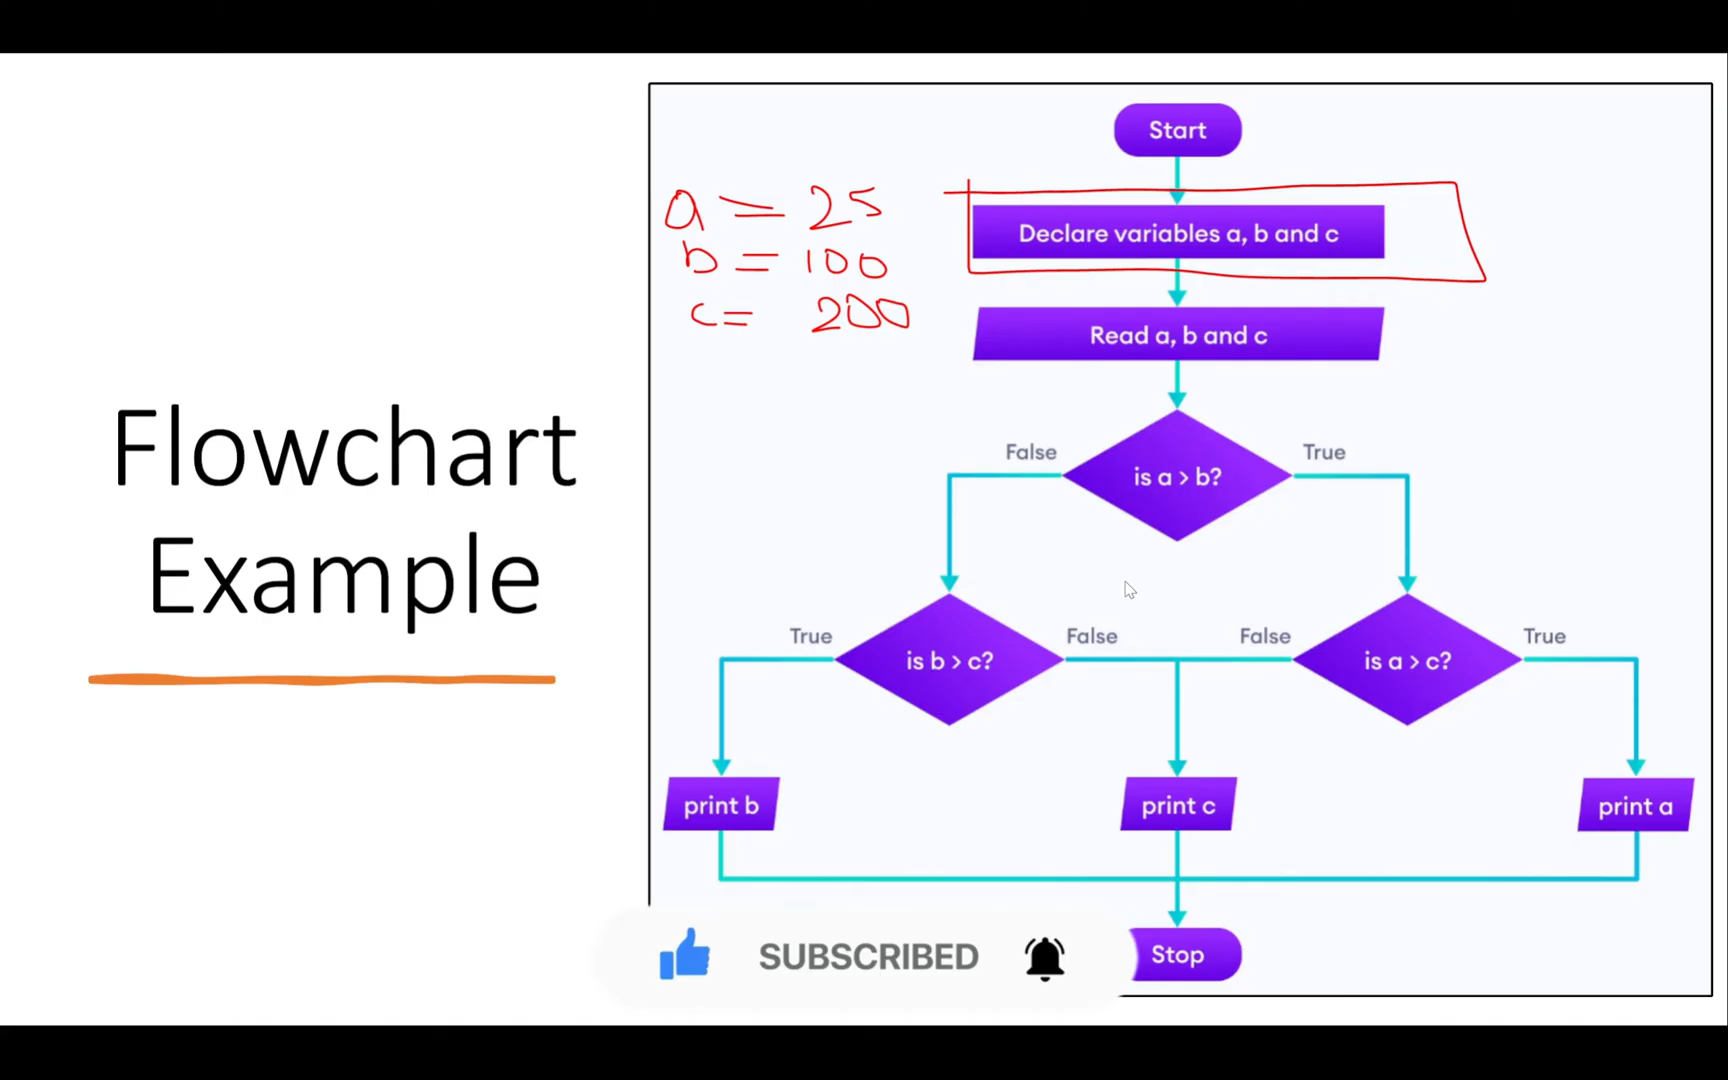 Flowchart
Example
Start
a = 25
b = 100
c = 200
Declare variables a, b and c
Read a, b and c
False
is a > b?
True
True
is b > c?
False
False
is a > c?
True
print b
print c
print a
SUBSCRIBED
Stop